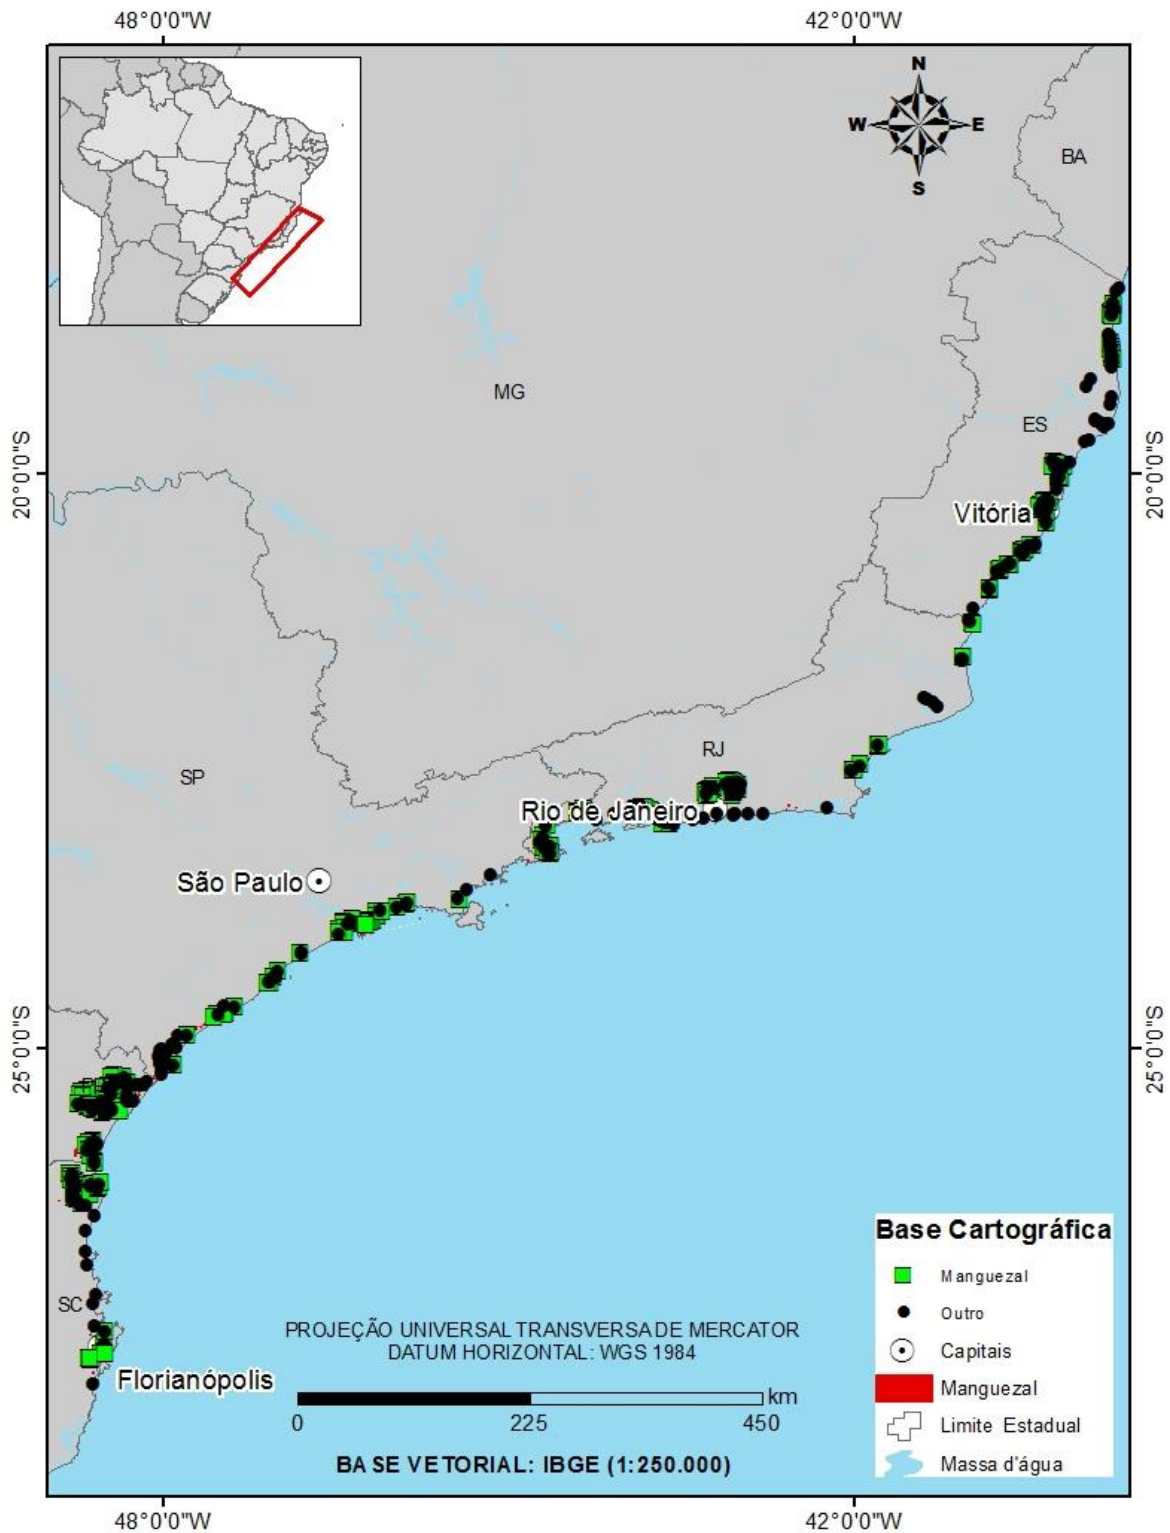 48°0'0"W 42°0'0"W
N
W E
S
BA
MG
ES
20°0'0"S 20°0'0"S
Vitória
RJ
SP
Rio de Janeiro
São Paulo
25°0'0"S 25°0'0"S
SC
Florianópolis
PROJEÇÃO UNIVERSAL TRANSVERSA DE MERCATOR
DATUM HORIZONTAL: WGS 1984
km
0 225 450
BASE VETORIAL: IBGE (1:250.000)
Base Cartográfica
Manguezal
Outro
Capitais
Manguezal
Limite Estadual
Massa d'água
48°0'0"W 42°0'0"W